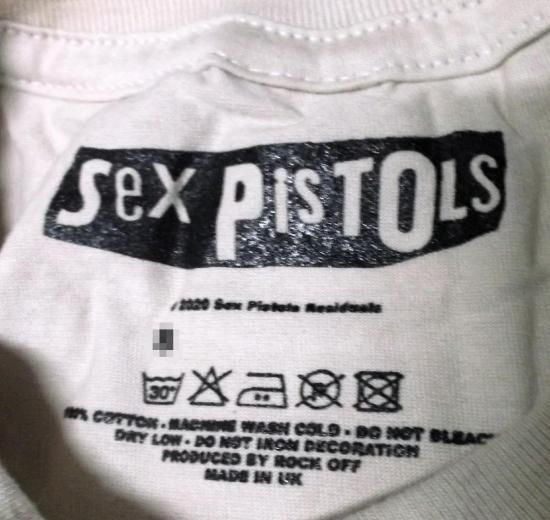 Sex PisTOLS
2020 Sex Pistols Residuals
30°
COTTON - MACHINE WASH COLD - DO NOT BLEAC
DRY LOW - DO NOT IRON DECORATION
PRODUCED BY ROCK OFF
MADE IN UK